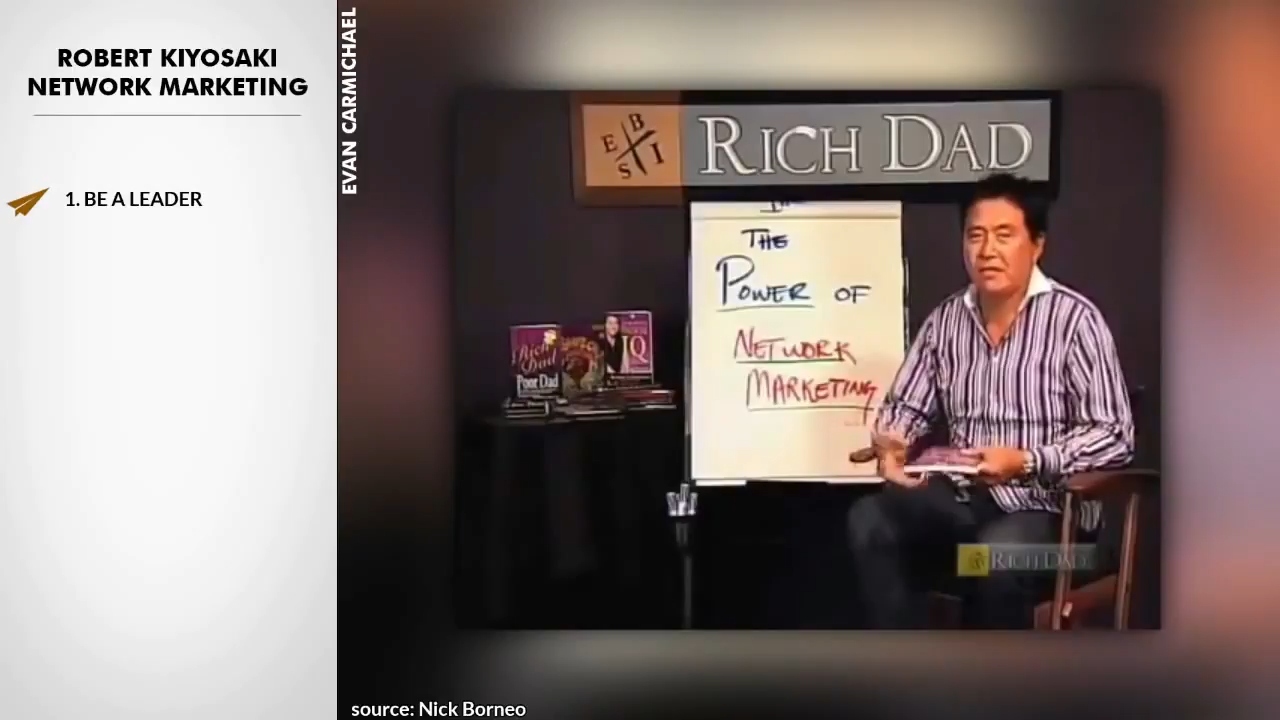 ROBERT KIYOSAKI
NETWORK MARKETING
1. BE A LEADER
EVAN CARMICHAEL
E B
S I
RICH DAD
THE
POWER OF
NETWORK
MARKETING
Rich
Dad
Poor Dad
IQ
RICH DAD
source: Nick Borneo